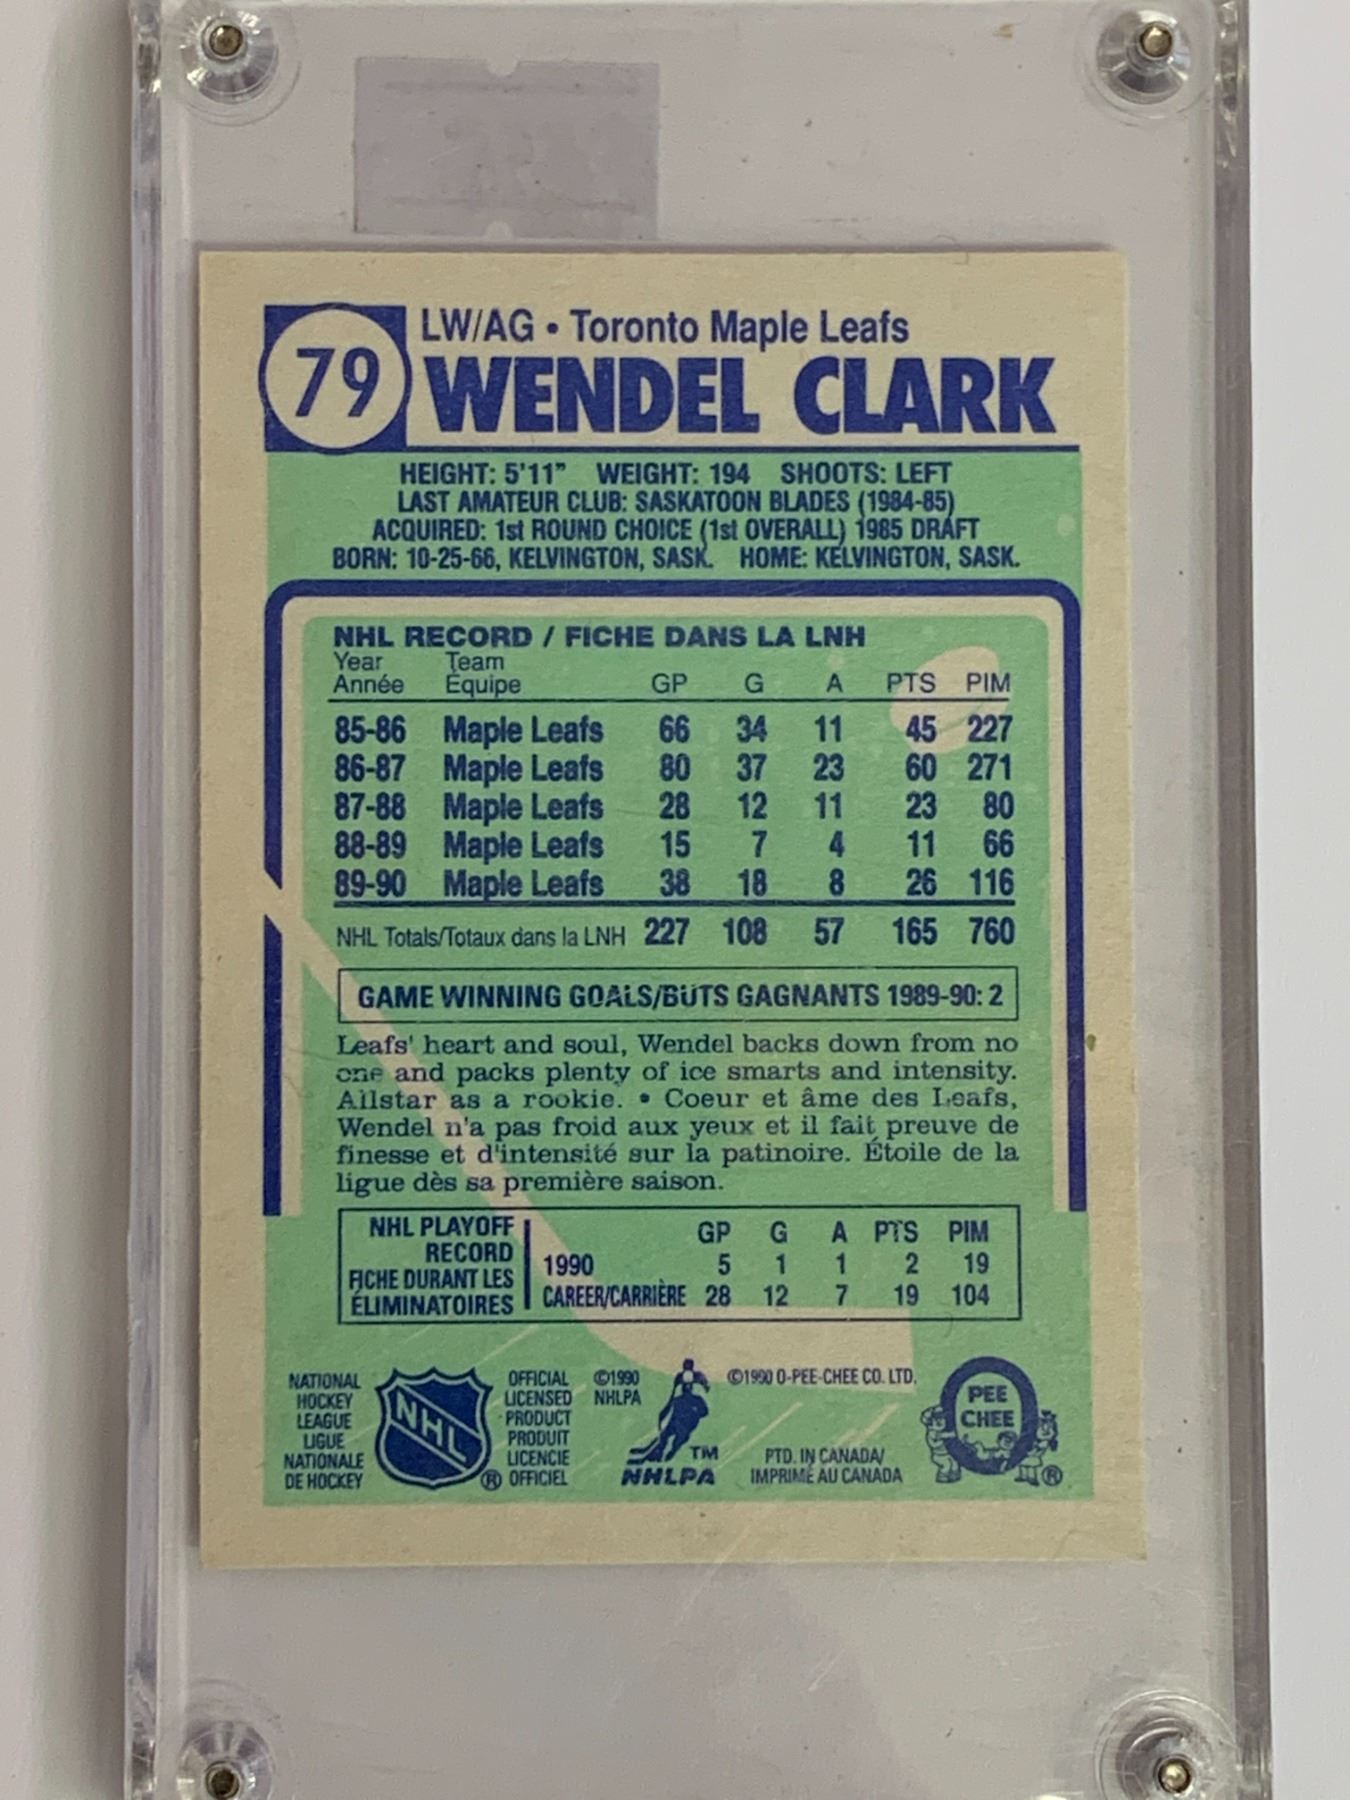 79
LW/AG • Toronto Maple Leafs
WENDEL CLARK
HEIGHT: 5'11" WEIGHT: 194 SHOOTS: LEFT
LAST AMATEUR CLUB: SASKATOON BLADES (1984-85)
ACQUIRED: 1st ROUND CHOICE (1st OVERALL) 1985 DRAFT
BORN: 10-25-66, KELVINGTON, SASK. HOME: KELVINGTON, SASK.
NHL RECORD / FICHE DANS LA LNH
Year Team
Année Équipe GP G A PTS PIM
85-86 Maple Leafs 66 34 11 45 227
86-87 Maple Leafs 80 37 23 60 271
87-88 Maple Leafs 28 12 11 23 80
88-89 Maple Leafs 15 7 4 11 66
89-90 Maple Leafs 38 18 8 26 116
NHL Totals/Totaux dans la LNH 227 108 57 165 760
GAME WINNING GOALS/BUTS GAGNANTS 1989-90: 2
Leafs' heart and soul, Wendel backs down from no
one and packs plenty of ice smarts and intensity.
Allstar as a rookie. • Coeur et âme des Leafs,
Wendel n'a pas froid aux yeux et il fait preuve de
finesse et d'intensité sur la patinoire. Étoile de la
ligue dès sa première saison.
NHL PLAYOFF
RECORD
FICHE DURANT LES
ÉLIMINATOIRES
GP G A PTS PIM
1990 5 1 1 2 19
CAREER/CARRIÈRE 28 12 7 19 104
NATIONAL
HOCKEY
LEAGUE
LIGUE
NATIONALE
DE HOCKEY
NHL
®
OFFICIAL
LICENSED
PRODUCT
PRODUIT
LICENCIE
OFFICIEL
©1990
NHLPA
TM
NHLPA
©1990 O-PEE-CHEE CO. LTD.
PTD. IN CANADA/
IMPRIMÉ AU CANADA
PEE
CHEE
®